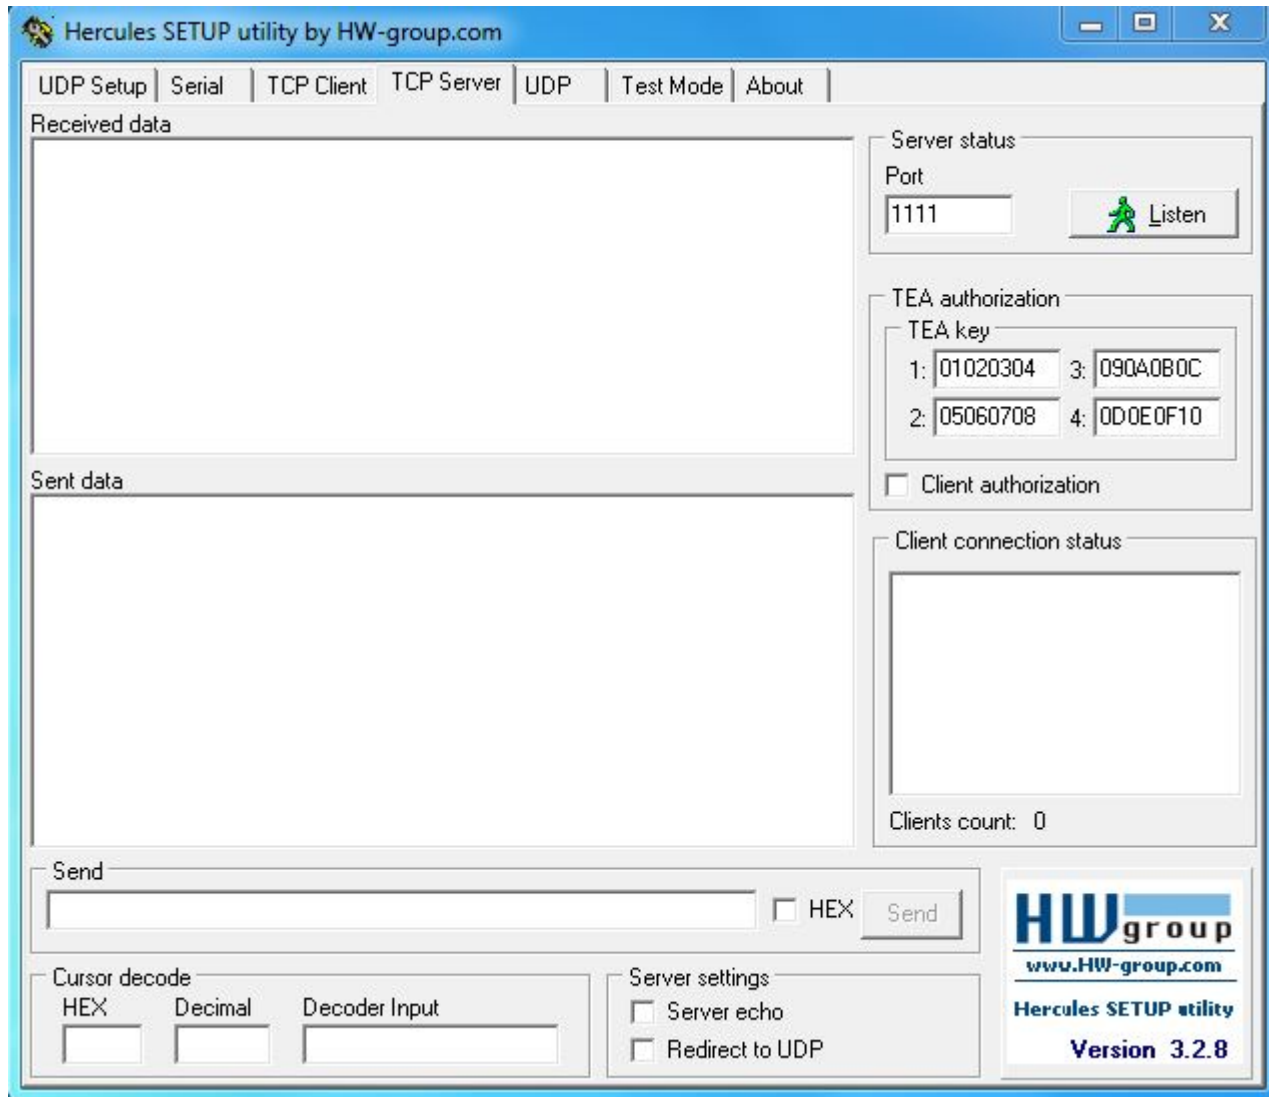 Hercules SETUP utility by HW-group.com
UDP Setup Serial TCP Client TCP Server UDP Test Mode About
Received data
Server status
Port
1111 Listen
TEA authorization
TEA key
1: 01020304 3: 090A0B0C
2: 05060708 4: 0D0E0F10
Client authorization
Sent data
Client connection status
Clients count: 0
Send
HEX Send
Cursor decode
HEX Decimal Decoder Input
Server settings
Server echo
Redirect to UDP
HWgroup
www.HW-group.com
Hercules SETUP utility
Version 3.2.8